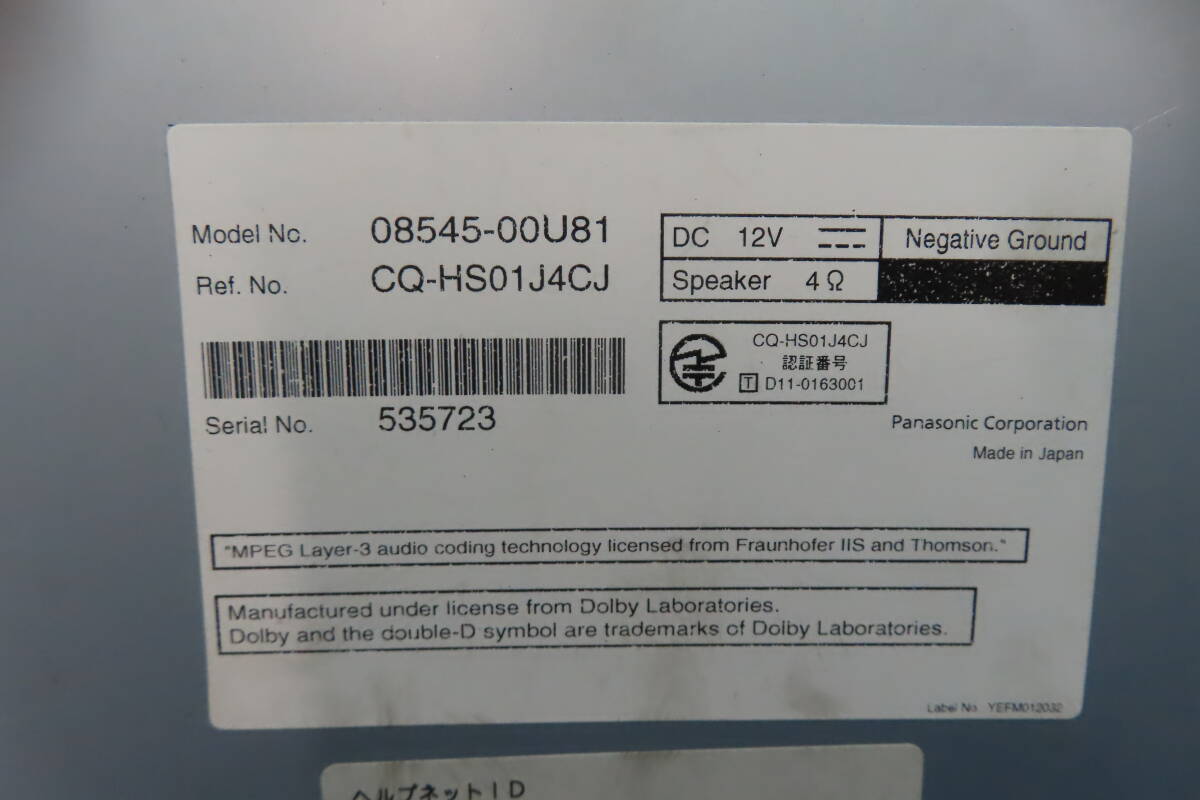 Model No. 08545-00U81
Ref. No. CQ-HS01J4CJ
Serial No. 535723
DC 12V Negative Ground
Speaker 4Ω
CQ-HS01J4CJ
認証番号
T D11-0163001
Panasonic Corporation
Made in Japan
"MPEG Layer-3 audio coding technology licensed from Fraunhofer IIS and Thomson."
Manufactured under license from Dolby Laboratories.
Dolby and the double-D symbol are trademarks of Dolby Laboratories.
Label No. YEFM012032
ヘルプネットID